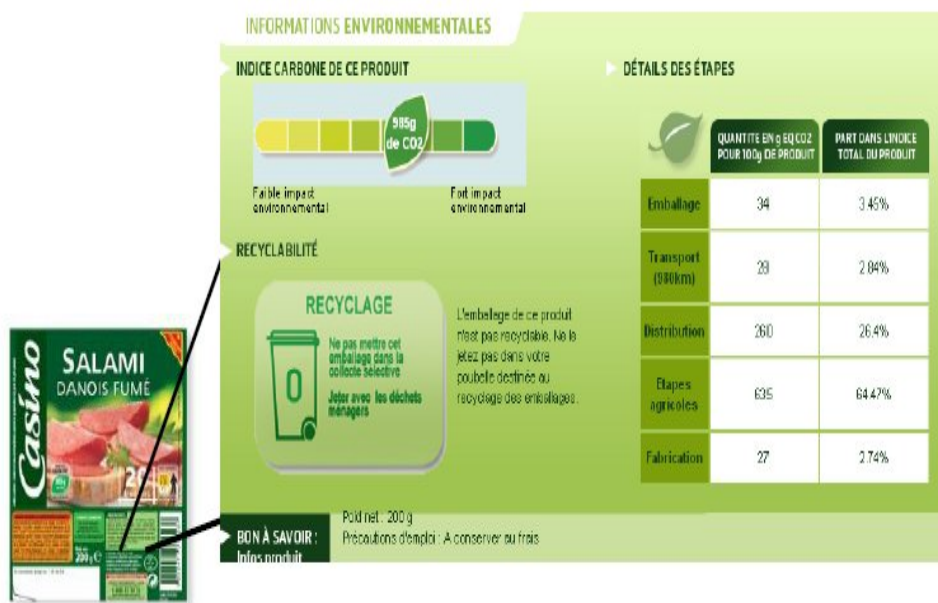 INFORMATIONS ENVIRONNEMENTALES
INDICE CARBONE DE CE PRODUIT
985g
de CO2
Faible impact
environnemental
Fort impact
environnemental
RECYCLABILITÉ
RECYCLAGE
Ne pas mettre cet
emballage dans la
collecte sélective
Jeter avec les déchets
ménagers
L'emballage de ce produit
n'est pas recyclable. Ne le
jetez pas dans votre
poubelle destinée au
recyclage des emballages.
DÉTAILS DES ÉTAPES
QUANTITE EN g EQ CO2
POUR 100g DE PRODUIT
PART DANS L'INDICE
TOTAL DU PRODUIT
Emballage 34 3.45%
Transport
(980km)
28 2.84%
Distribution 260 26.4%
Etapes
agricoles
635 64.47%
Fabrication 27 2.74%
BON À SAVOIR :
Infos produit
Poid net : 200 g
Précautions d'emploi : A conserver au frais
Casino
SALAMI
DANOIS FUMÉ
200g